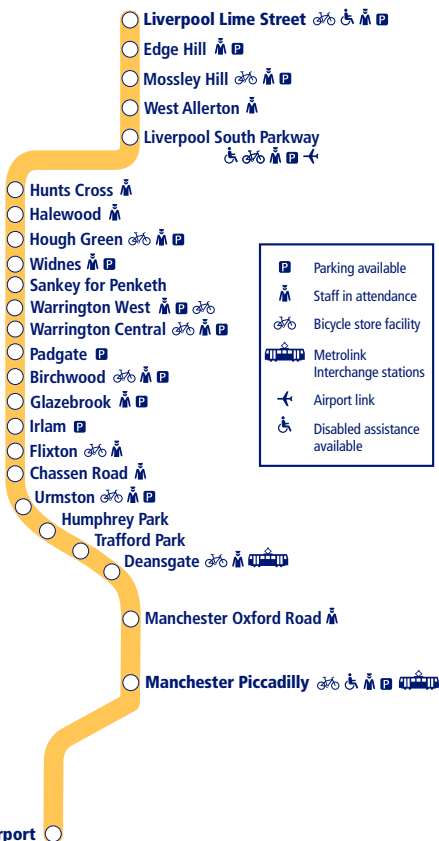 Liverpool Lime Street P
Edge Hill P
Mossley Hill P
West Allerton
Liverpool South Parkway
P
Hunts Cross
Halewood
Hough Green P
Widnes P
Sankey for Penketh
Warrington West P
Warrington Central P
Padgate P
Birchwood P
Glazebrook P
Irlam P
Flixton
Chassen Road
Urmston P
Humphrey Park
Trafford Park
Deansgate
Manchester Oxford Road
Manchester Piccadilly P
P Parking available
Staff in attendance
Bicycle store facility
Metrolink
Interchange stations
Airport link
Disabled assistance
available